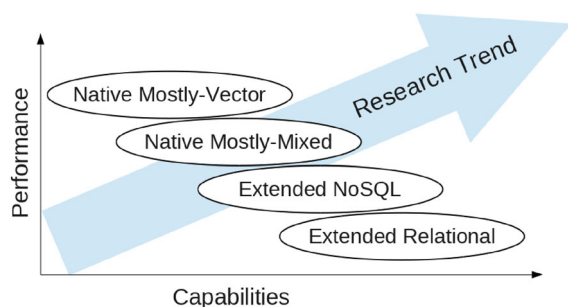 Research Trend
Native Mostly-Vector
Native Mostly-Mixed
Extended NoSQL
Extended Relational
Performance
Capabilities